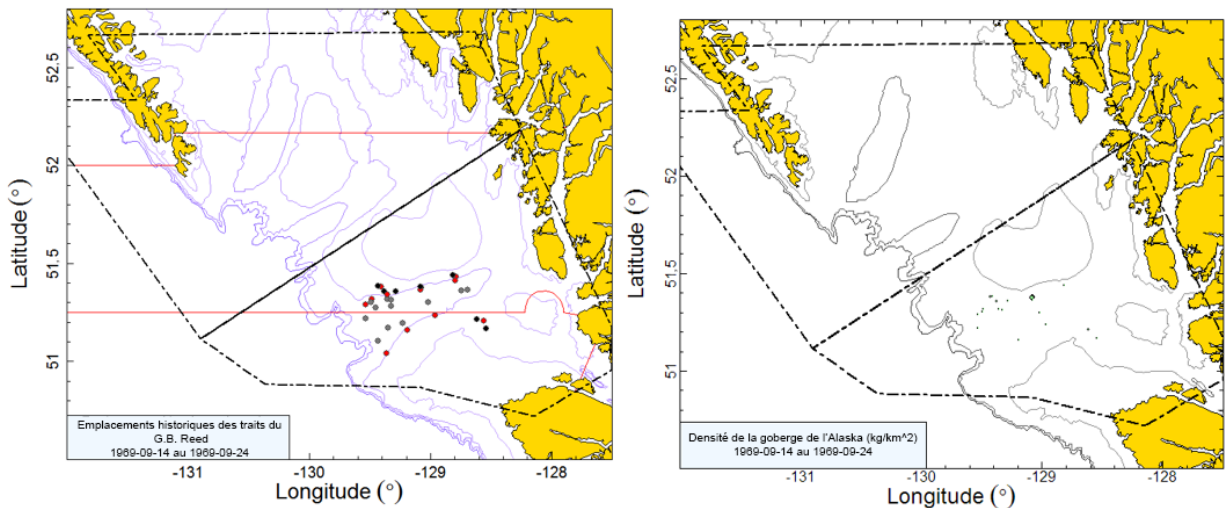 Latitude (°)
52.5
52
51.5
51
Emplacements historiques des traits du
G.B. Reed
1969-09-14 au 1969-09-24
-131
-130
-129
-128
Longitude (°)
Latitude (°)
52.5
52
51.5
51
Densité de la goberge de l'Alaska (kg/km^2)
1969-09-14 au 1969-09-24
-131
-130
-129
-128
Longitude (°)